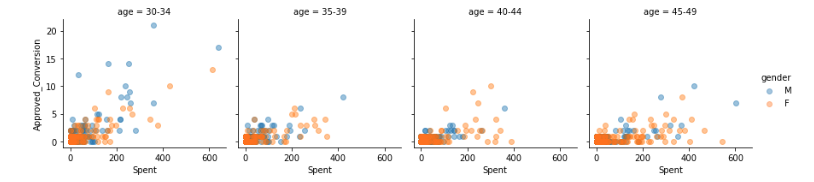 age = 30-34
age = 35-39
age = 40-44
age = 45-49
Approved_Conversion
20
15
10
5
0
0 200 400 600
0 200 400 600
0 200 400 600
0 200 400 600
Spent
Spent
Spent
Spent
gender
M
F